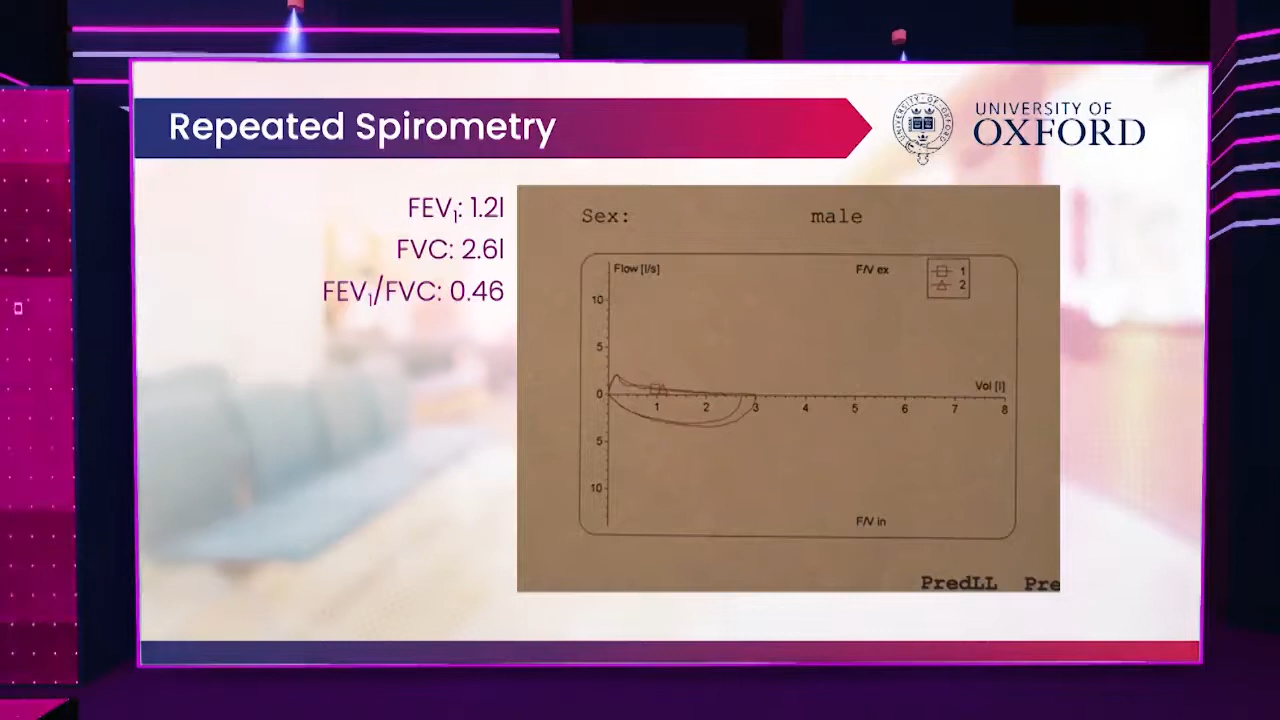 Repeated Spirometry
UNIVERSITY OF
OXFORD
FEV₁: 1.2l
FVC: 2.6l
FEV₁/FVC: 0.46
Sex: male
Flow [l/s]
F/V ex
1
2
10
5
0
Vol [l]
1 2 3 4 5 6 7 8
5
10
F/V in
PredLL Pre